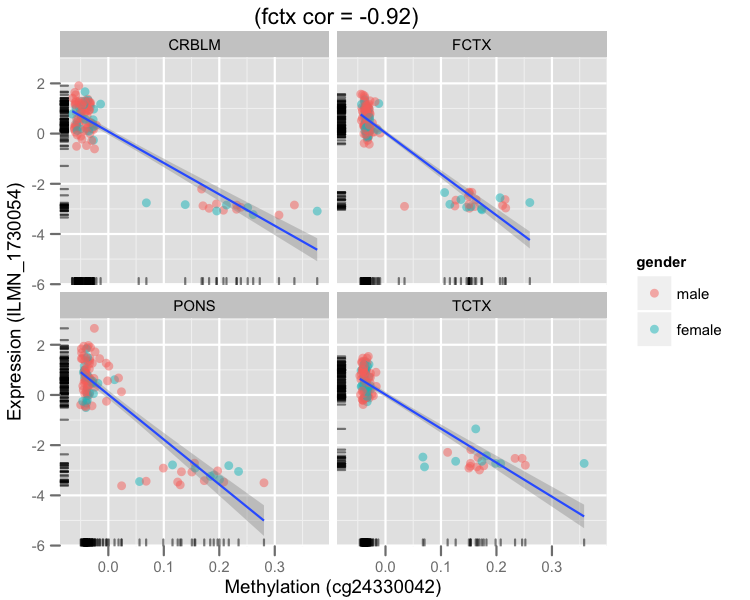 (fctx cor = -0.92)
CRBLM
FCTX
2
0
-2
-4
-6
PONS
TCTX
2
0
-2
-4
-6
0.0
0.1
0.2
0.3
0.0
0.1
0.2
0.3
Methylation (cg24330042)
Expression (ILMN_1730054)
gender
male
female